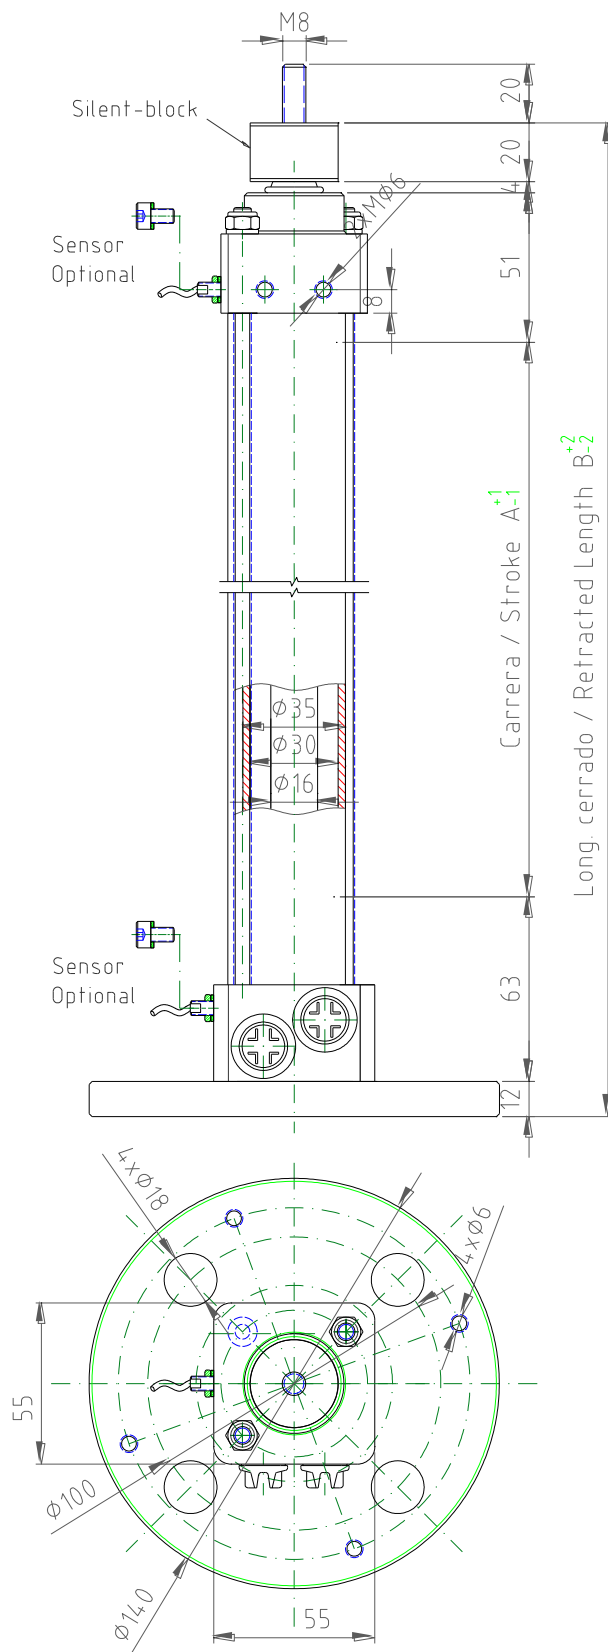 M8
20
Silent-block
20
4
4xMØ6
Sensor
Optional
51
8
Long. cerrado / Retracted Length B +2 -2
Carrera / Stroke A +1 -1
Ø35
Ø30
Ø16
Sensor
Optional
63
12
4xØ18
4xØ6
55
Ø100
Ø140
55